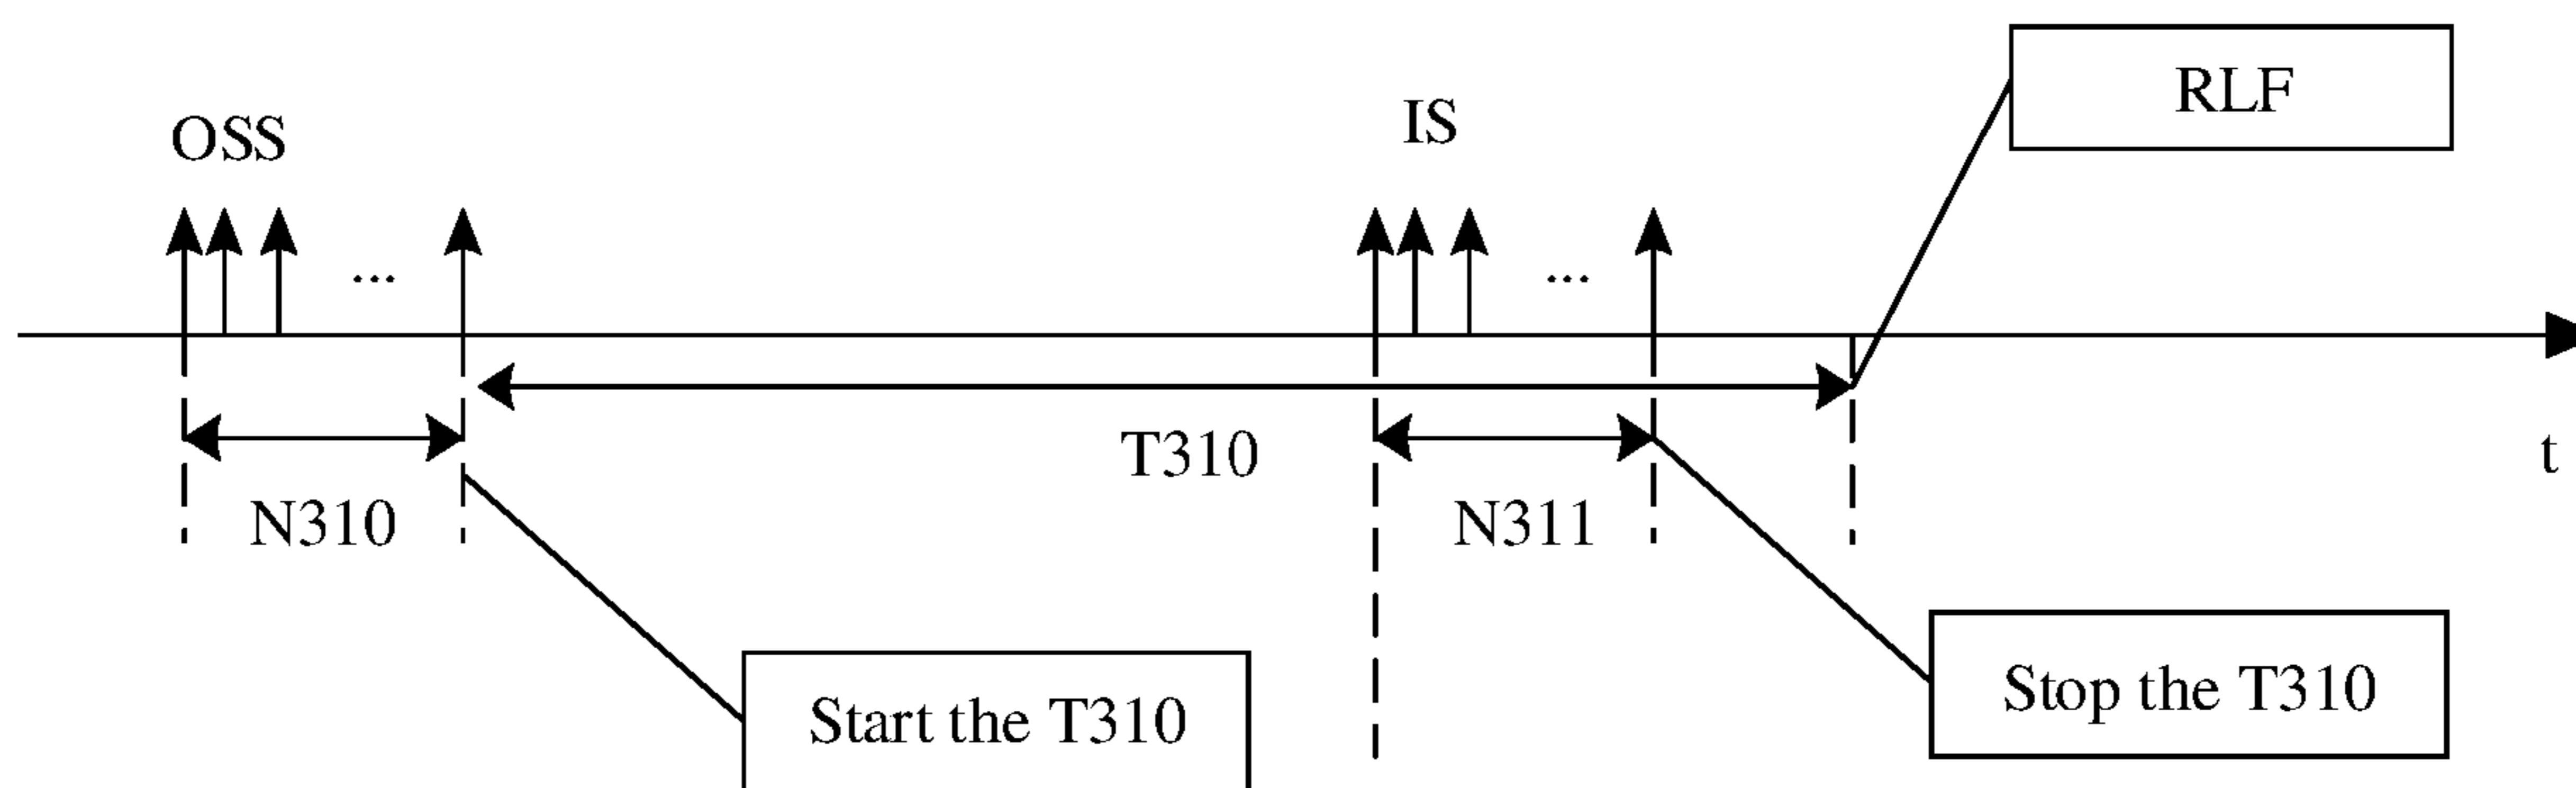 RLF
OSS
IS
...
...
T310
t
N310
N311
Start the T310
Stop the T310